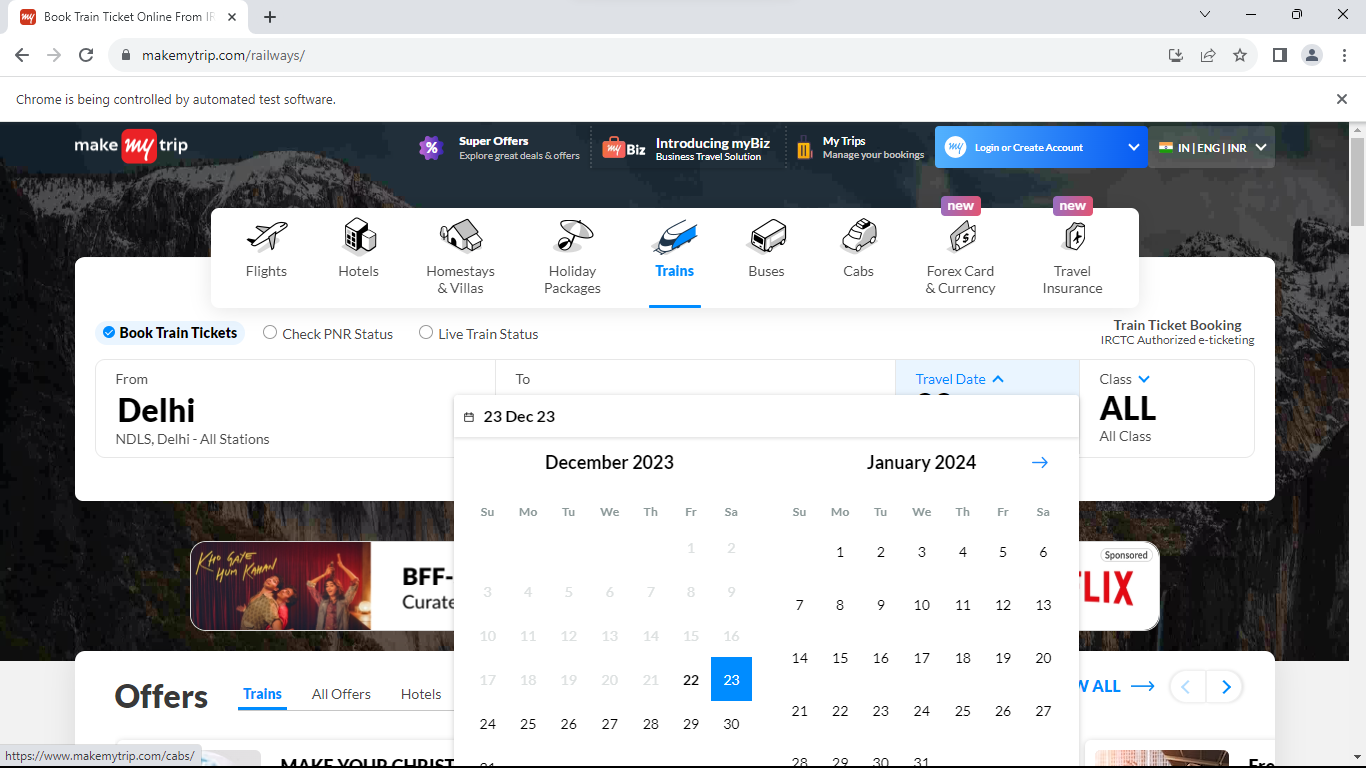 Book Train Ticket Online From IR
makemytrip.com/railways/
Chrome is being controlled by automated test software.
make my trip
Super Offers
Explore great deals & offers
my Biz
Introducing myBiz
Business Travel Solution
My Trips
Manage your bookings
my
Login or Create Account
IN | ENG | INR
new
new
Flights
Hotels
Homestays
& Villas
Holiday
Packages
Trains
Buses
Cabs
Forex Card
& Currency
Travel
Insurance
Book Train Tickets
Check PNR Status
Live Train Status
Train Ticket Booking
IRCTC Authorized e-ticketing
From
Delhi
NDLS, Delhi - All Stations
To
Travel Date
Class
ALL
All Class
23 Dec 23
December 2023
January 2024
Su Mo Tu We Th Fr Sa
1 2
3 4 5 6 7 8 9
10 11 12 13 14 15 16
17 18 19 20 21 22 23
24 25 26 27 28 29 30
31
Su Mo Tu We Th Fr Sa
1 2 3 4 5 6
7 8 9 10 11 12 13
14 15 16 17 18 19 20
21 22 23 24 25 26 27
28 29 30 31
KHO GAYE
HUM KAHAN
BFF-
Curate
Sponsored
LIX
Offers
Trains
All Offers
Hotels
W ALL
MAKE YOUR CHRIST
Fre
https://www.makemytrip.com/cabs/